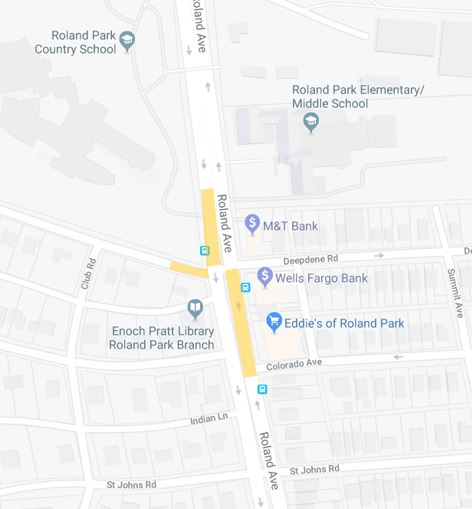 Roland Ave
Roland Park
Country School
Roland Park Elementary/
Middle School
Roland Ave
M&T Bank
Deepdene Rd
De
Club Rd
Wells Fargo Bank
Summit Ave
Enoch Pratt Library
Roland Park Branch
Eddie's of Roland Park
Colorado Ave
Indian Ln
Roland Ave
St Johns Rd
St Johns Rd